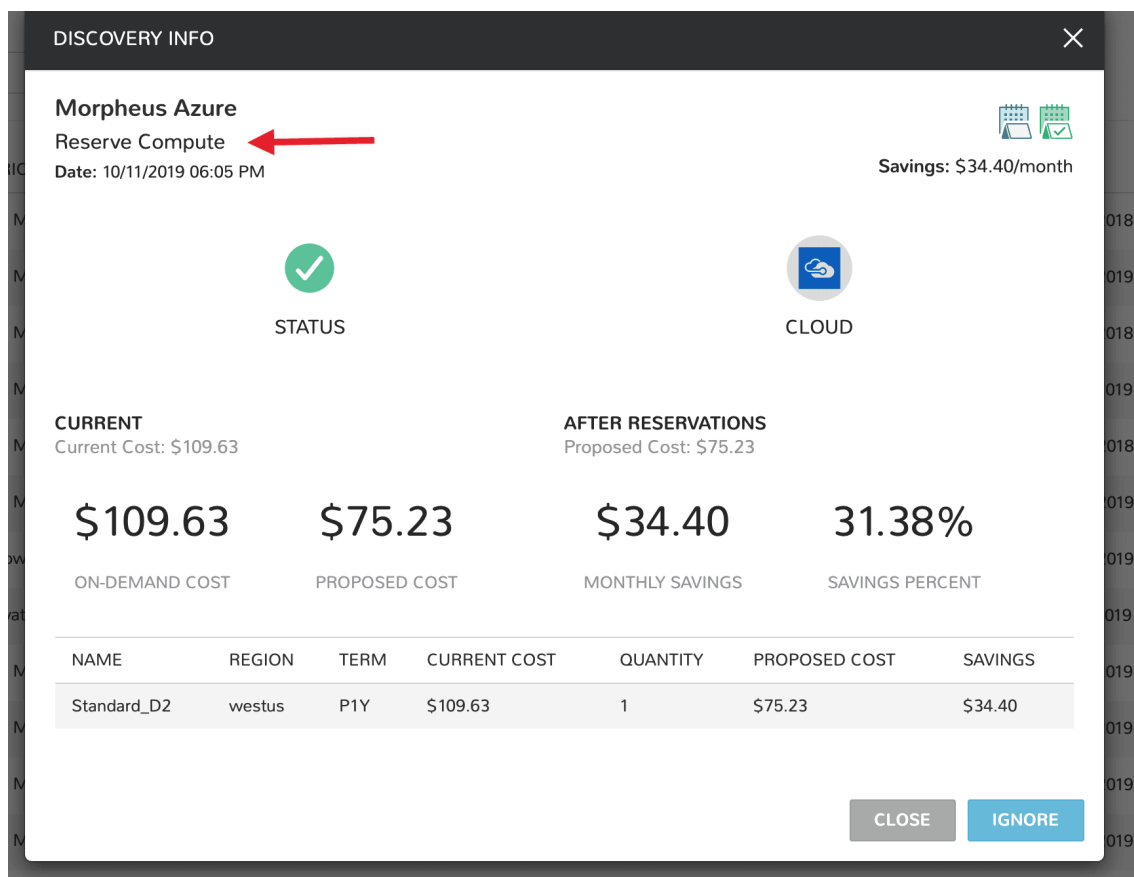 DISCOVERY INFO
Morpheus Azure
Reserve Compute
Date: 10/11/2019 06:05 PM
Savings: $34.40/month
STATUS
CLOUD
CURRENT
Current Cost: $109.63
AFTER RESERVATIONS
Proposed Cost: $75.23
$109.63 $75.23 $34.40 31.38%
ON-DEMAND COST PROPOSED COST MONTHLY SAVINGS SAVINGS PERCENT
NAME REGION TERM CURRENT COST QUANTITY PROPOSED COST SAVINGS
Standard_D2 westus P1Y $109.63 1 $75.23 $34.40
CLOSE IGNORE